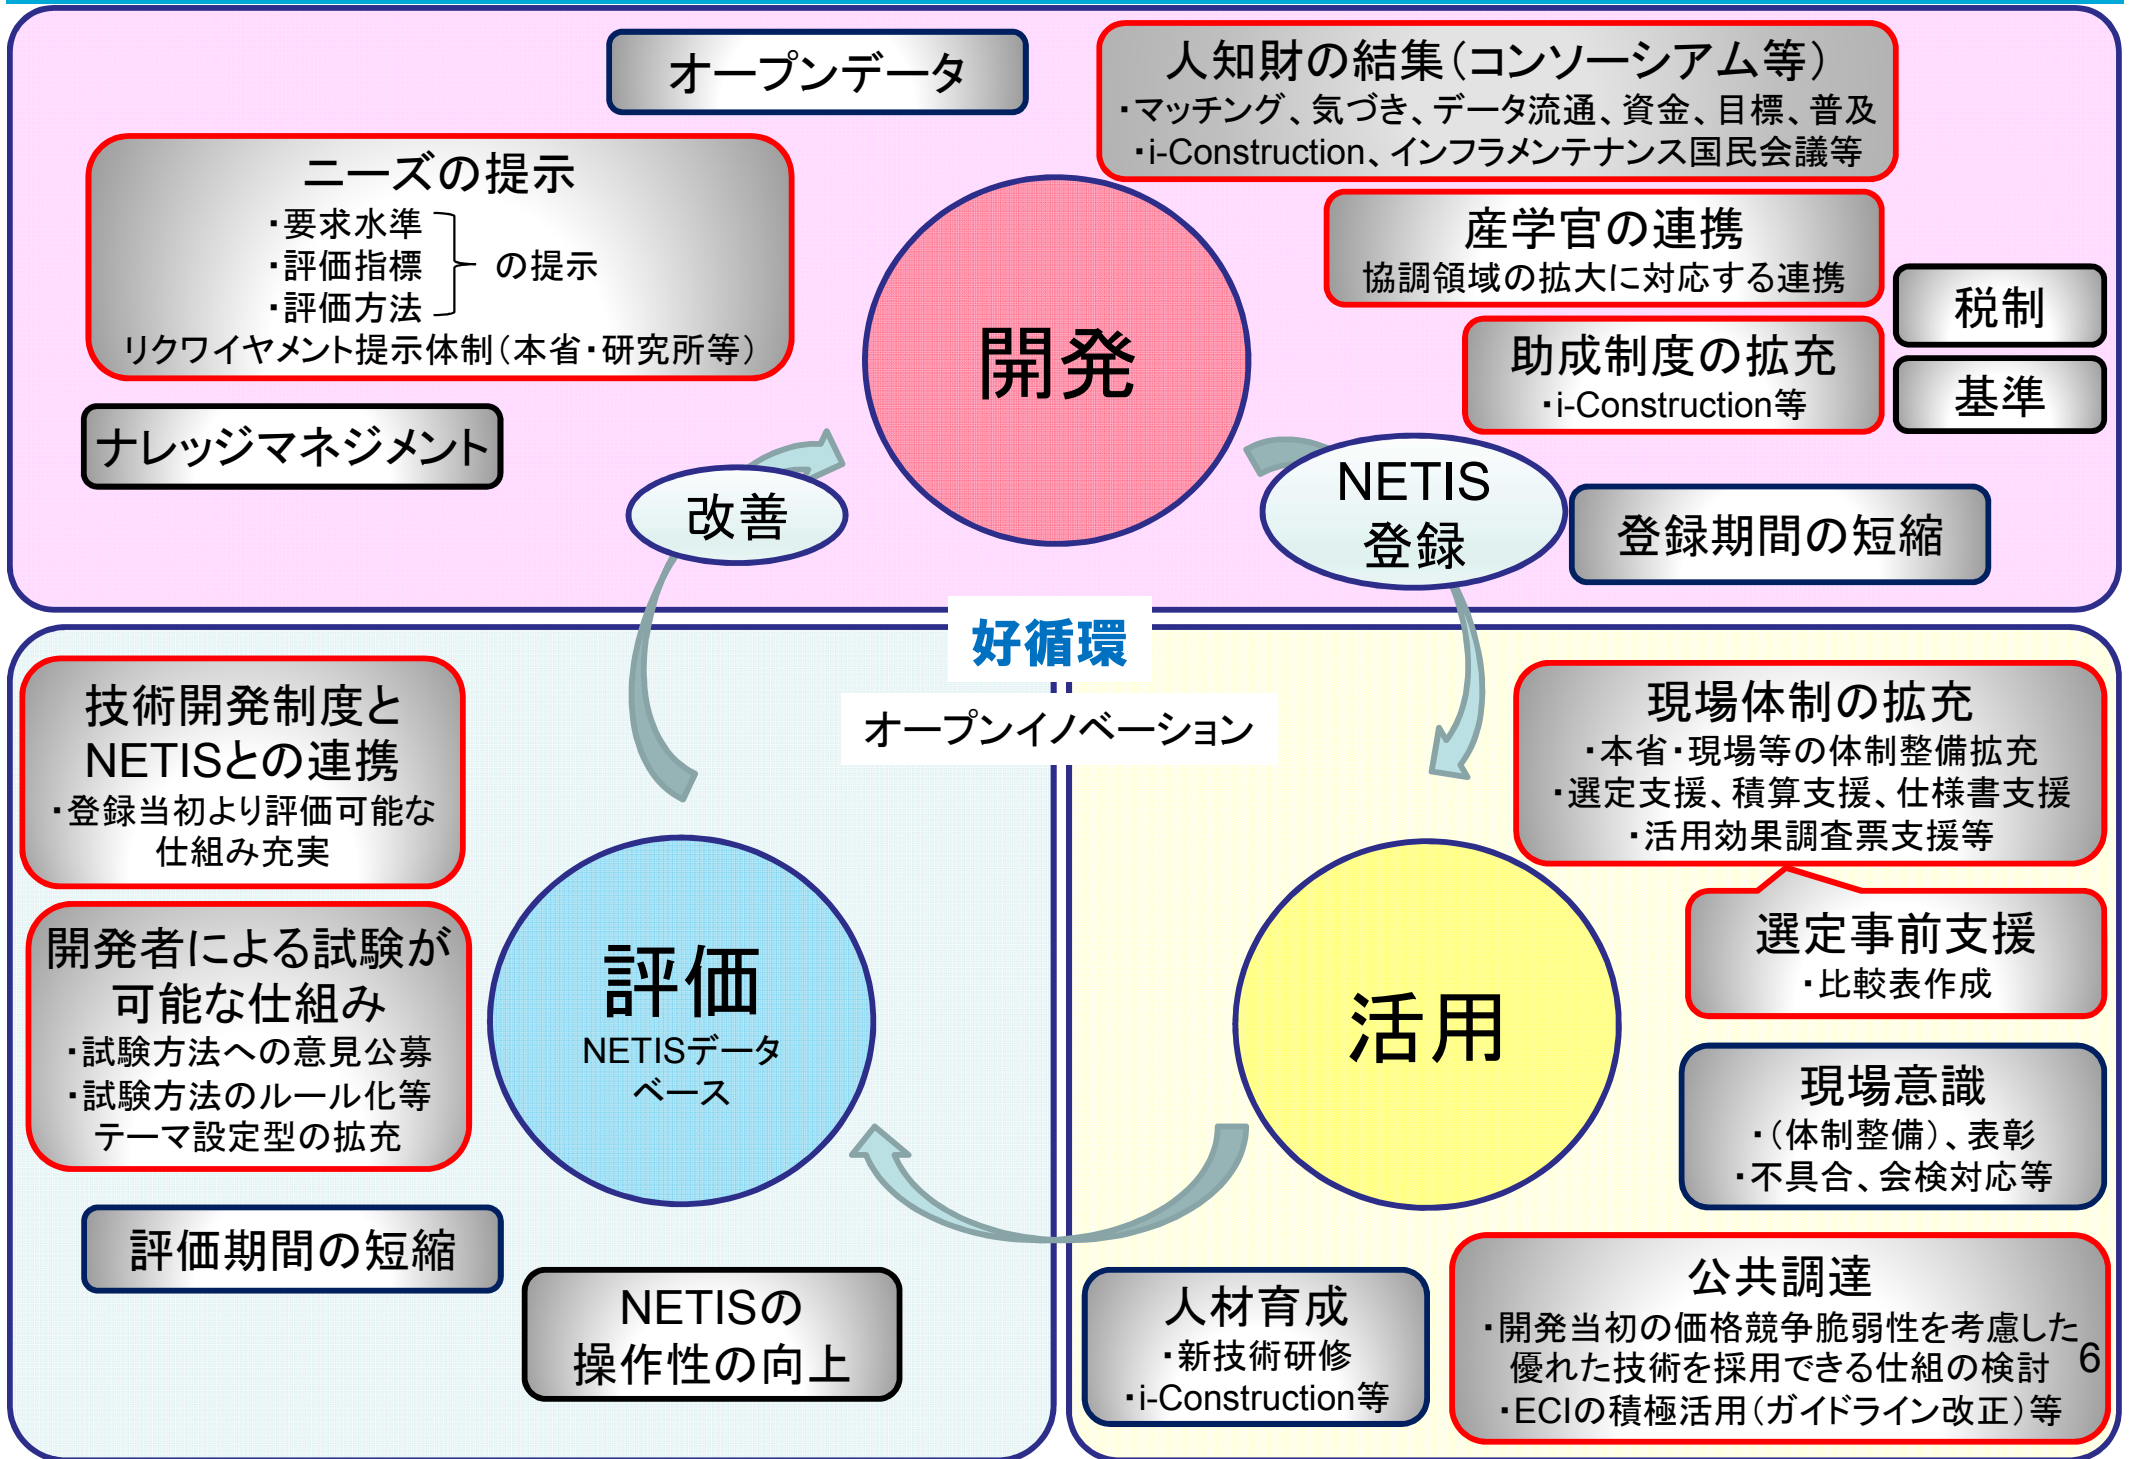 オープンデータ
人知財の結集（コンソーシアム等）
・マッチング、気づき、データ流通、資金、目標、普及
・i-Construction、インフラメンテナンス国民会議等
ニーズの提示
・要求水準
・評価指標
・評価方法
の提示
リクワイヤメント提示体制（本省・研究所等）
産学官の連携
協調領域の拡大に対応する連携
税制
助成制度の拡充
・i-Construction等
基準
開発
ナレッジマネジメント
改善
NETIS
登録
登録期間の短縮
好循環
オープンイノベーション
技術開発制度と
NETISとの連携
・登録当初より評価可能な
仕組み充実
開発者による試験が
可能な仕組み
・試験方法への意見公募
・試験方法のルール化等
テーマ設定型の拡充
評価
NETISデータ
ベース
評価期間の短縮
NETISの
操作性の向上
現場体制の拡充
・本省・現場等の体制整備拡充
・選定支援、積算支援、仕様書支援
・活用効果調査票支援等
選定事前支援
・比較表作成
活用
現場意識
・（体制整備）、表彰
・不具合、会検対応等
人材育成
・新技術研修
・i-Construction等
公共調達
・開発当初の価格競争脆弱性を考慮した
優れた技術を採用できる仕組の検討
・ECIの積極活用（ガイドライン改正）等
6